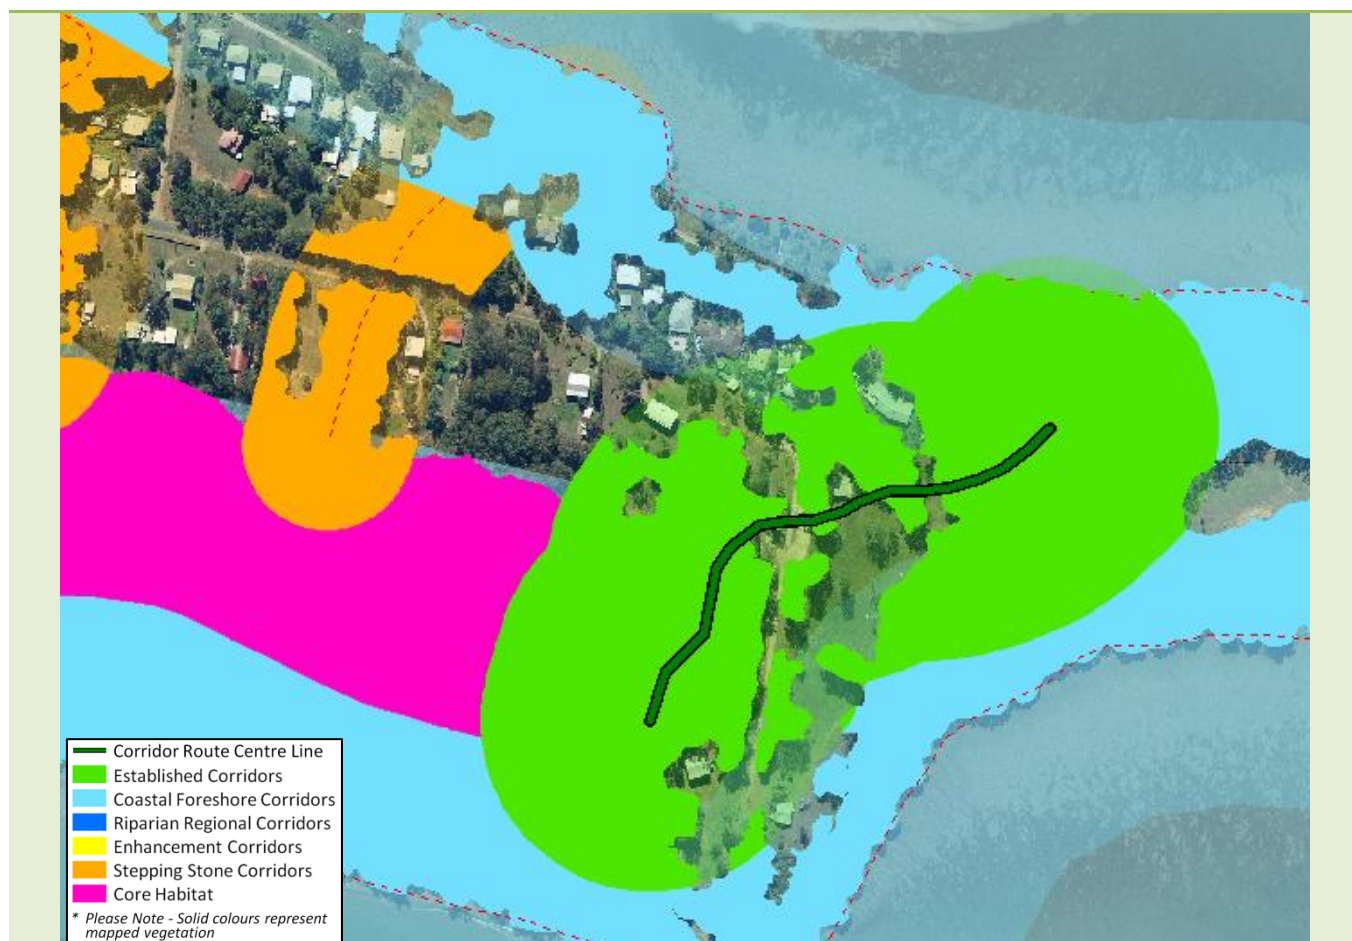 Corridor Route Centre Line
Established Corridors
Coastal Foreshore Corridors
Riparian Regional Corridors
Enhancement Corridors
Stepping Stone Corridors
Core Habitat
* Please Note - Solid colours represent
mapped vegetation